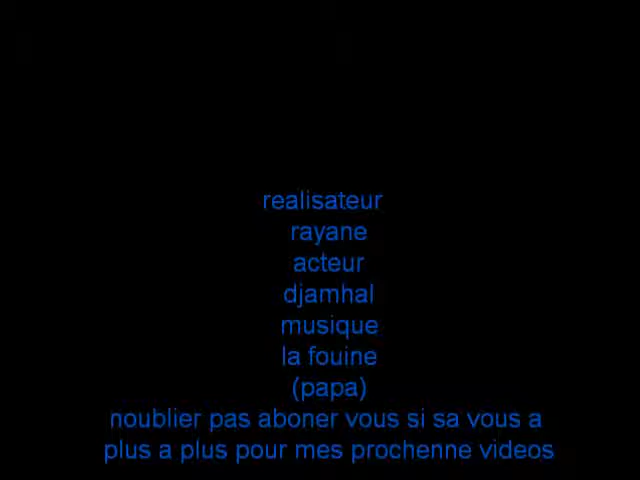 realisateur
rayane
acteur
djamhal
musique
la fouine
(papa)
noublier pas aboner vous si sa vous a
plus a plus pour mes prochenne videos